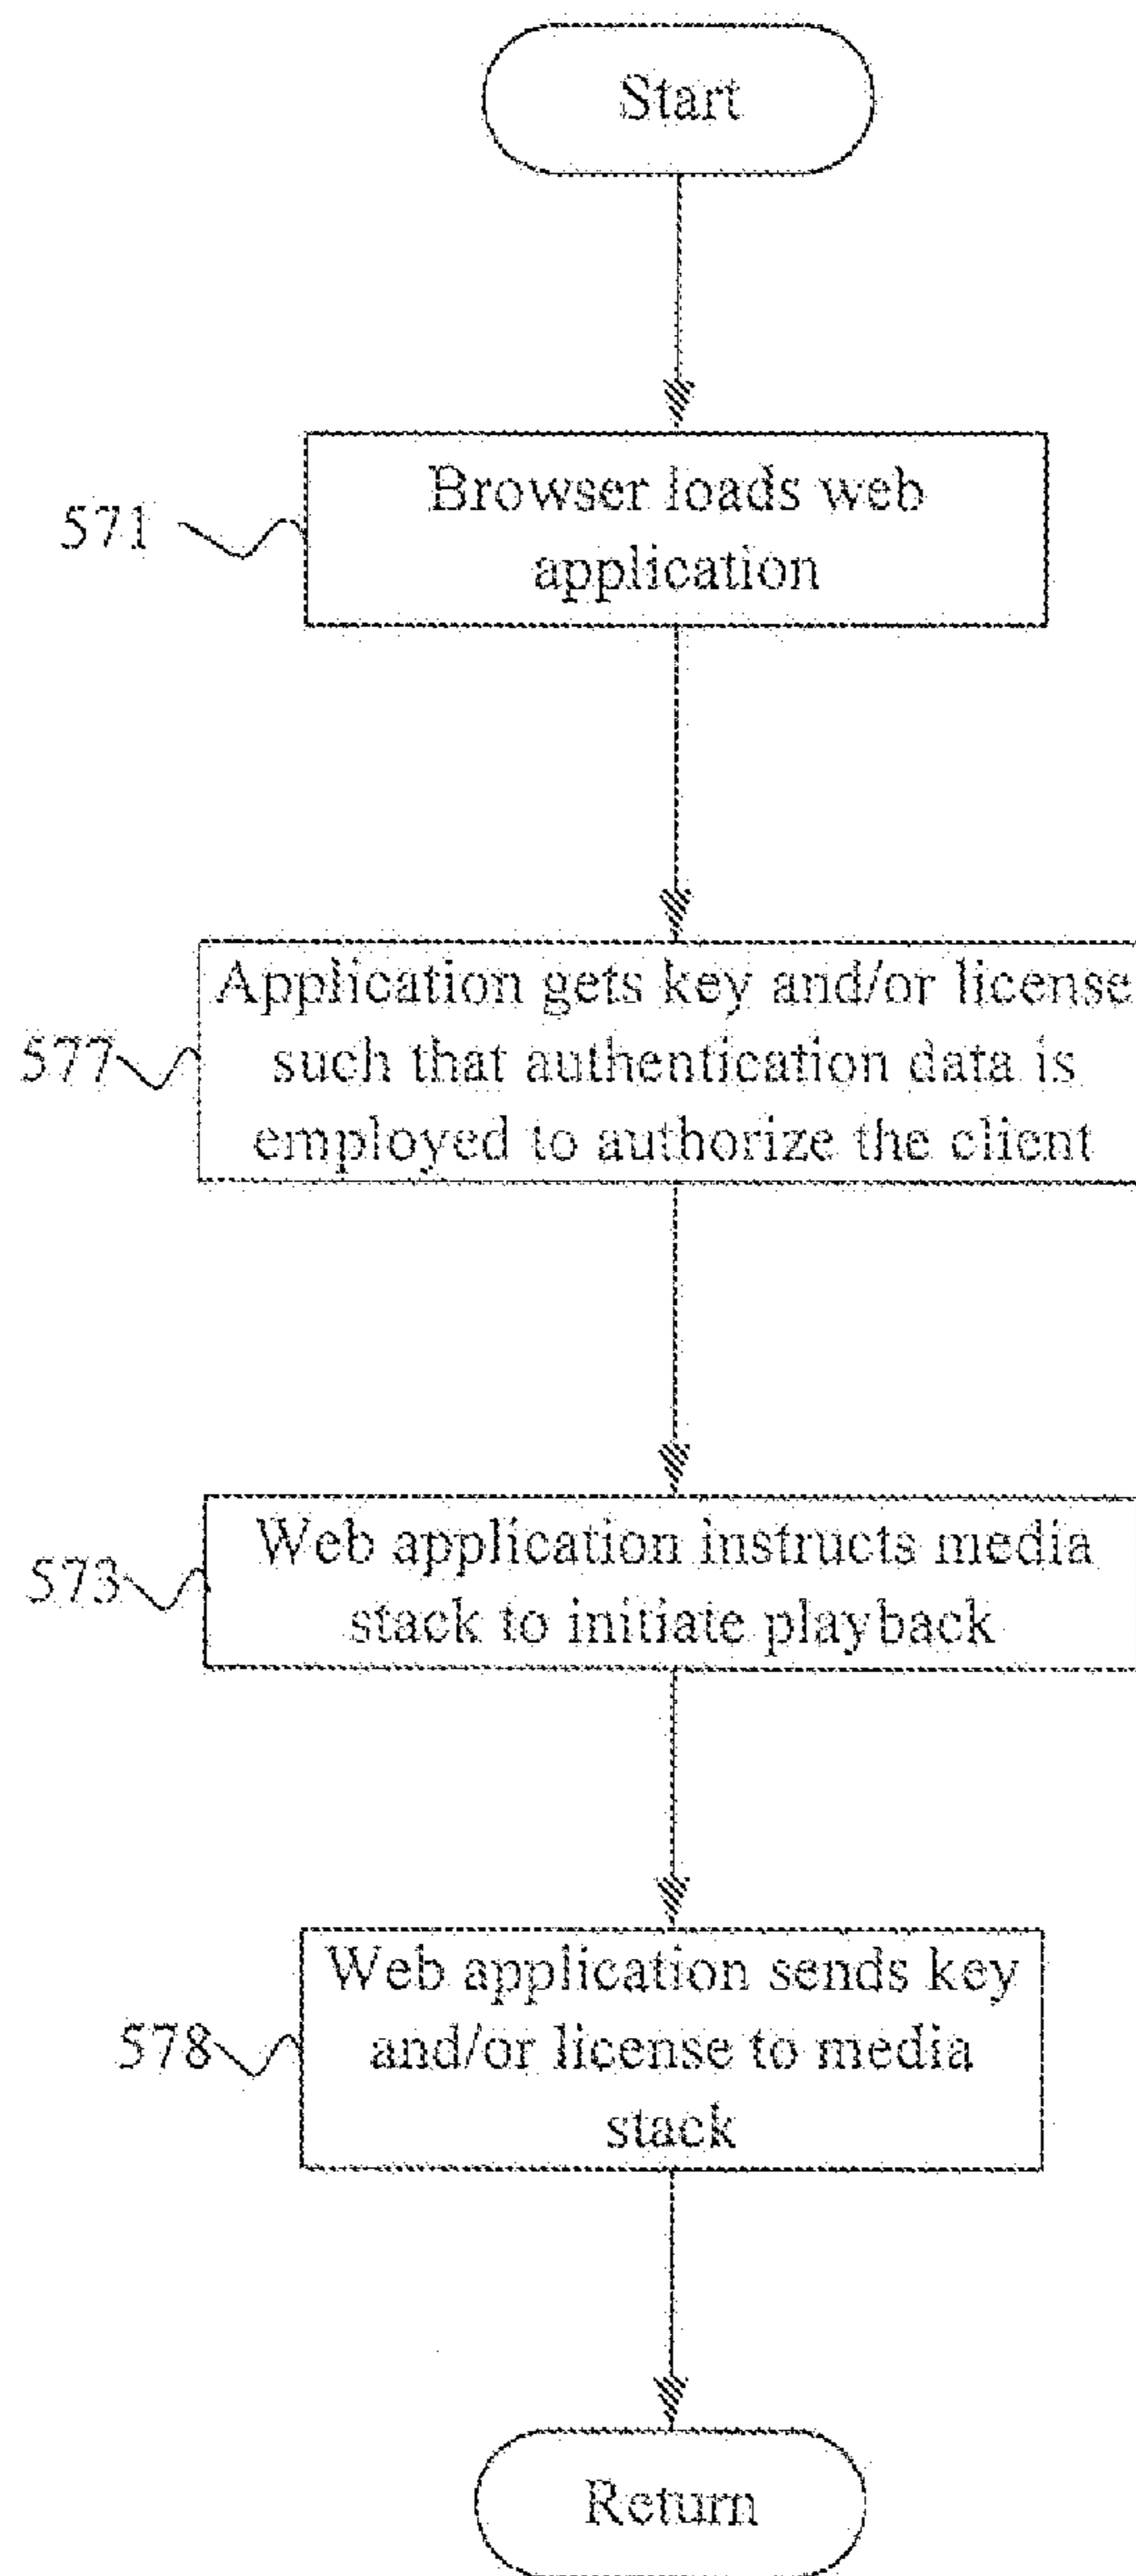 Start
571
Browser loads web
application
577
Application gets key and/or license
such that authentication data is
employed to authorize the client
573
Web application instructs media
stack to initiate playback
578
Web application sends key
and/or license to media
stack
Return